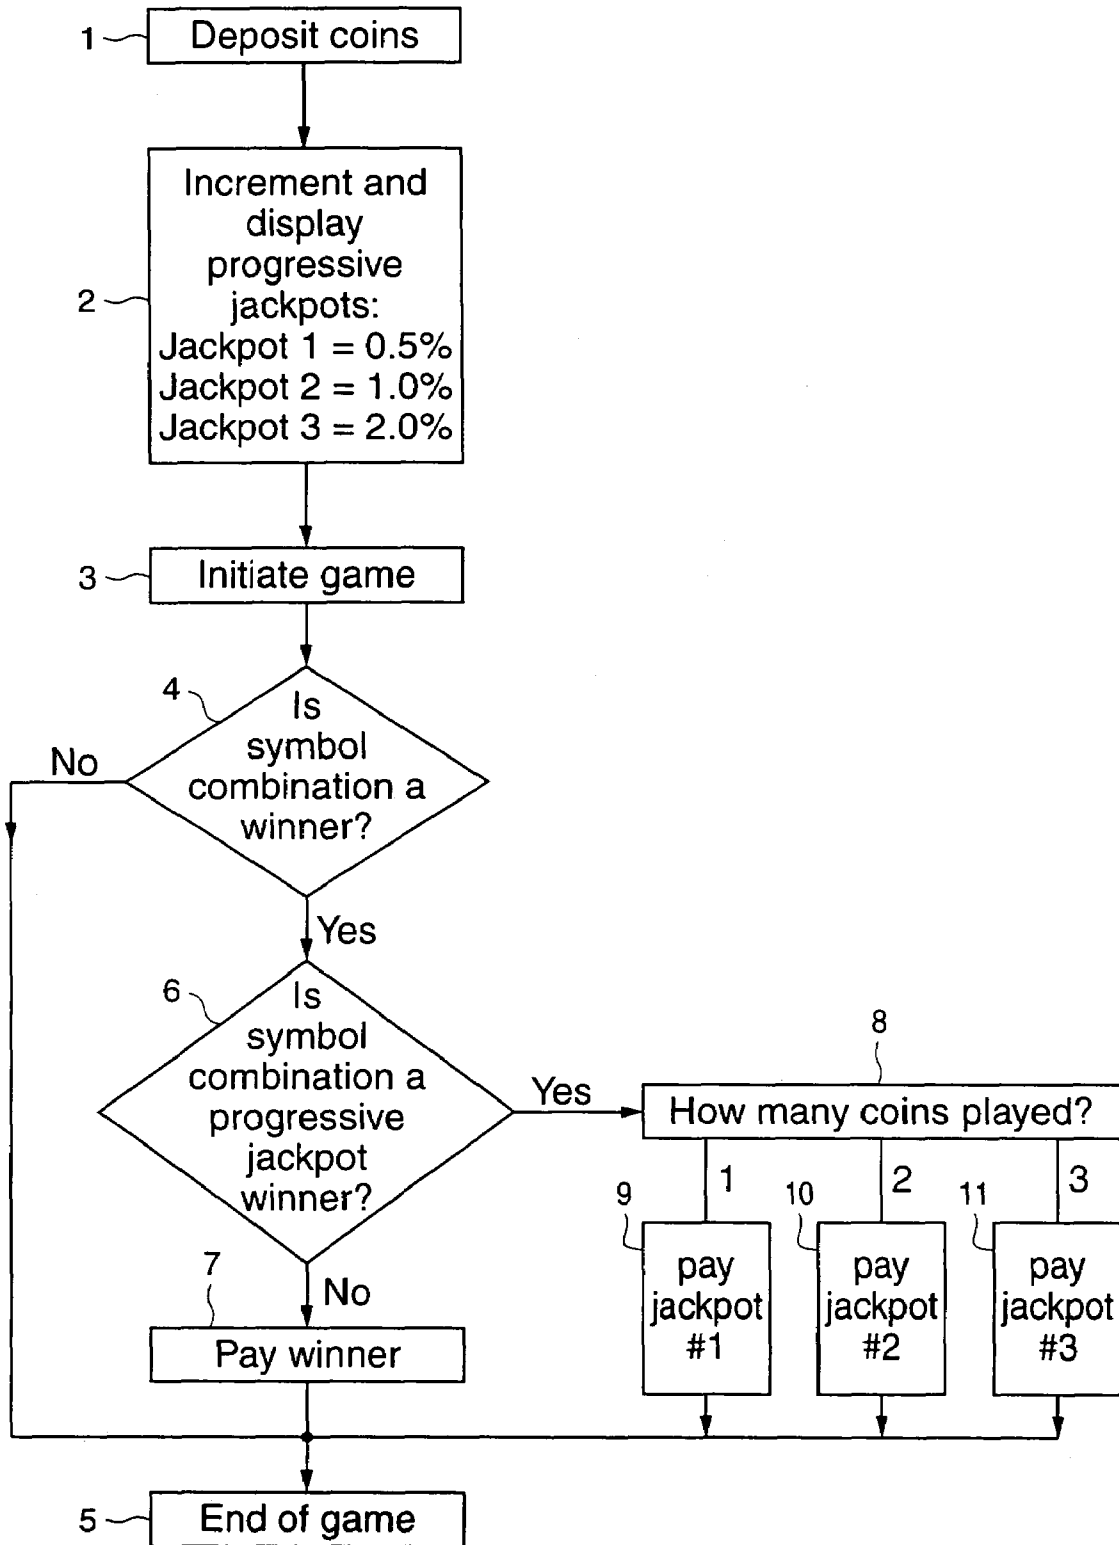 1
Deposit coins
2
Increment and
display
progressive
jackpots:
Jackpot 1 = 0.5%
Jackpot 2 = 1.0%
Jackpot 3 = 2.0%
3
Initiate game
4
Is
symbol
combination a
winner?
No
Yes
6
Is
symbol
combination a
progressive
jackpot
winner?
Yes
8
How many coins played?
1
2
3
9
pay
jackpot
#1
10
pay
jackpot
#2
11
pay
jackpot
#3
No
7
Pay winner
5
End of game